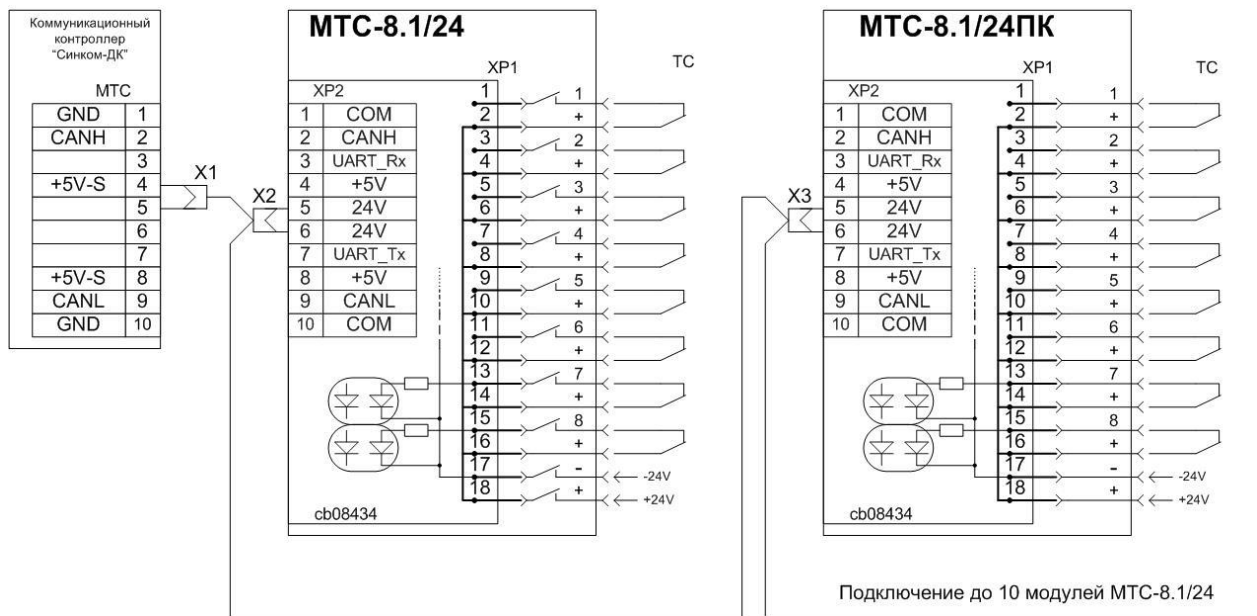 Коммуникационный
контроллер
"Синком-ДК"
МТС
GND 1
CANH 2
3
+5V-S 4
5
6
7
+5V-S 8
CANL 9
GND 10
X1
X2
МТС-8.1/24
XP2
1 COM
2 CANH
3 UART_Rx
4 +5V
5 24V
6 24V
7 UART_Tx
8 +5V
9 CANL
10 COM
XP1
ТС
1 1
2 +
3 2
4 +
5 3
6 +
7 4
8 +
9 5
10 +
11 6
12 +
13 7
14 +
15 8
16 +
17 - -24V
18 + +24V
cb08434
X3
МТС-8.1/24ПК
XP2
1 COM
2 CANH
3 UART_Rx
4 +5V
5 24V
6 24V
7 UART_Tx
8 +5V
9 CANL
10 COM
XP1
ТС
1 1
2 +
3 2
4 +
5 3
6 +
7 4
8 +
9 5
10 +
11 6
12 +
13 7
14 +
15 8
16 +
17 - -24V
18 + +24V
cb08434
Подключение до 10 модулей МТС-8.1/24